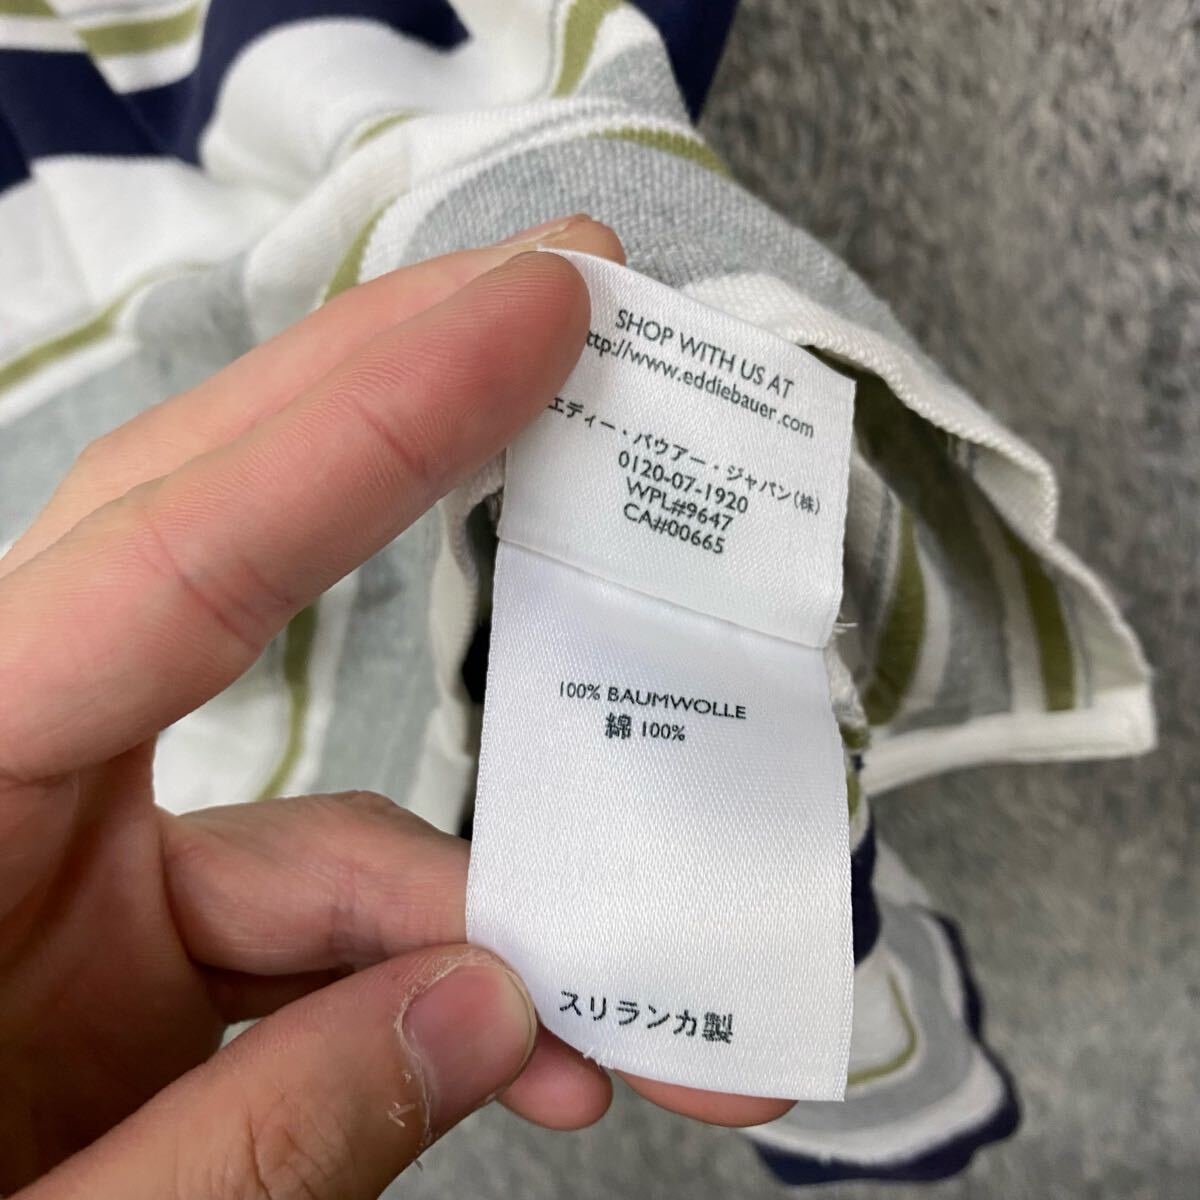 SHOP WITH US AT
ttp://www.eddiebauer.com
エディー・バウアー・ジャパン(株)
0120-07-1920
WPL#9647
CA#00665
100% BAUMWOLLE
綿 100%
スリランカ製